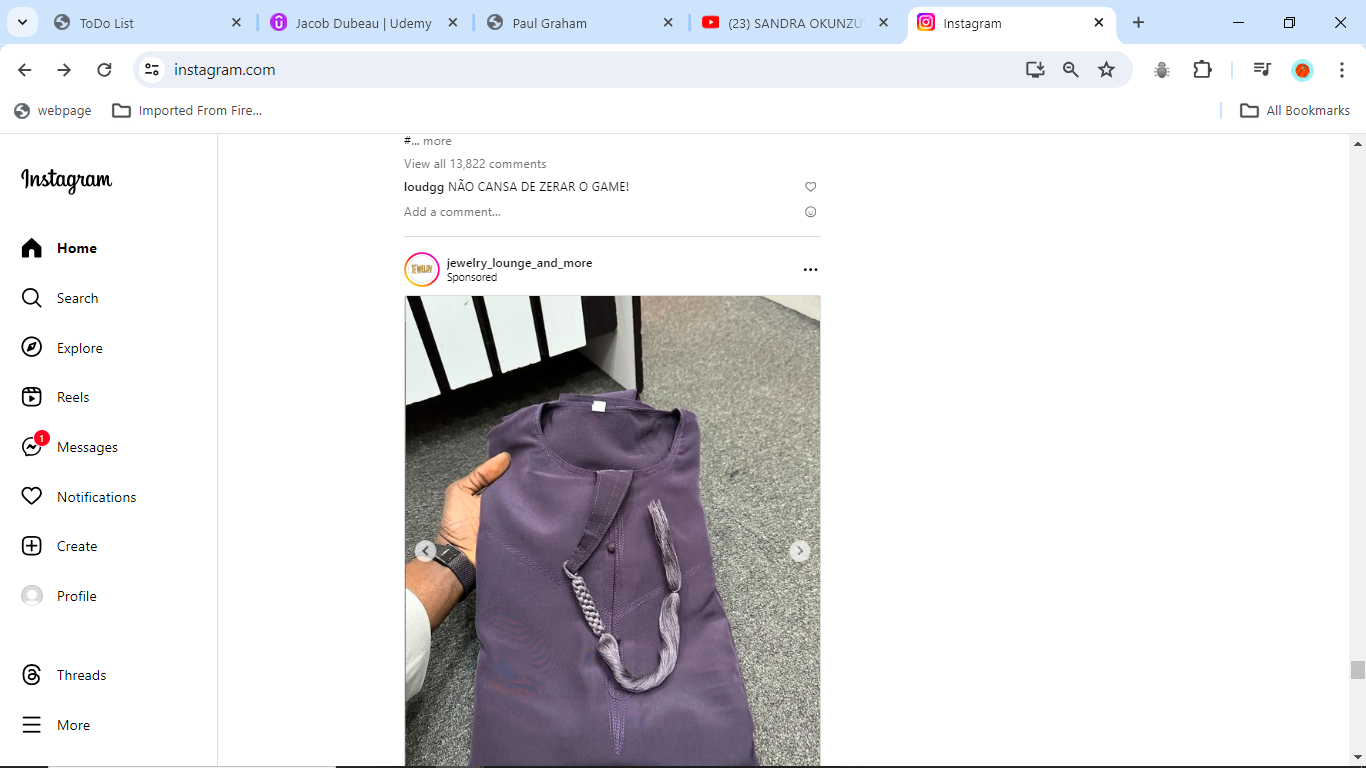 ToDo List
Jacob Dubeau | Udemy
Paul Graham
(23) SANDRA OKUNZU
Instagram
instagram.com
webpage
Imported From Fire...
All Bookmarks
#... more
View all 13,822 comments
loudgg NÃO CANSA DE ZERAR O GAME!
Add a comment...
jewelry_lounge_and_more
Sponsored
JEWELRY
Instagram
Home
Search
Explore
Reels
1
Messages
Notifications
Create
Profile
Threads
More